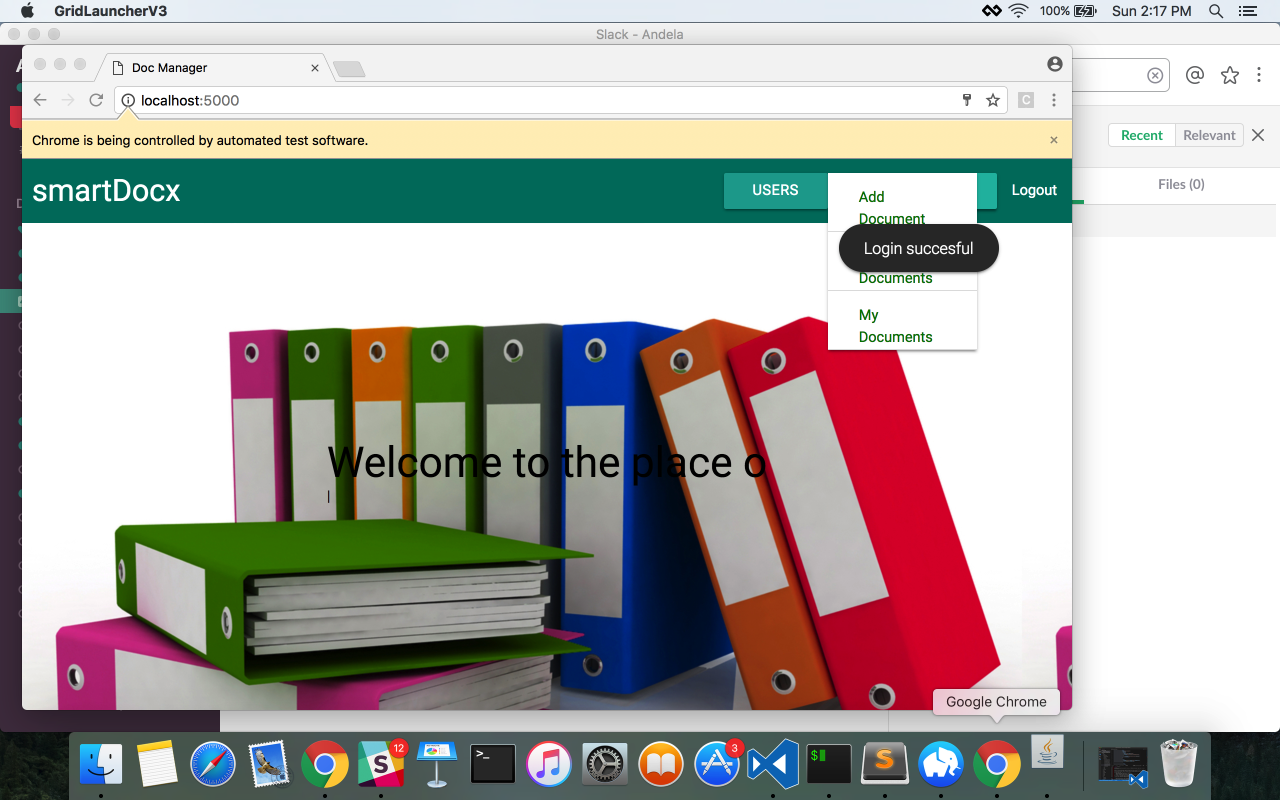 GridLauncherV3
100%
Sun 2:17 PM
Slack - Andela
Doc Manager
localhost:5000
C
Chrome is being controlled by automated test software.
Recent
Relevant
smartDocx
USERS
Logout
Files (0)
Add
Document
Login succesful
Documents
My
Documents
Welcome to the place o
Google Chrome
12
3